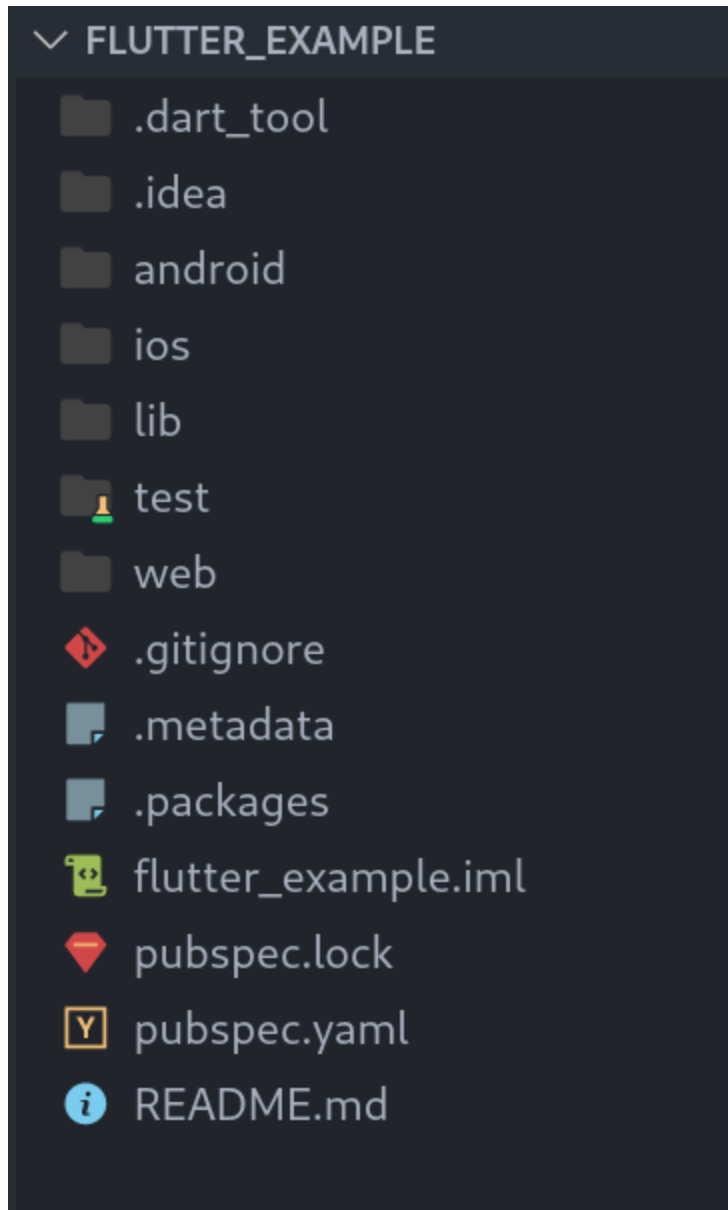 FLUTTER_EXAMPLE
.dart_tool
.idea
android
ios
lib
test
web
.gitignore
.metadata
.packages
flutter_example.iml
pubspec.lock
Y pubspec.yaml
i README.md